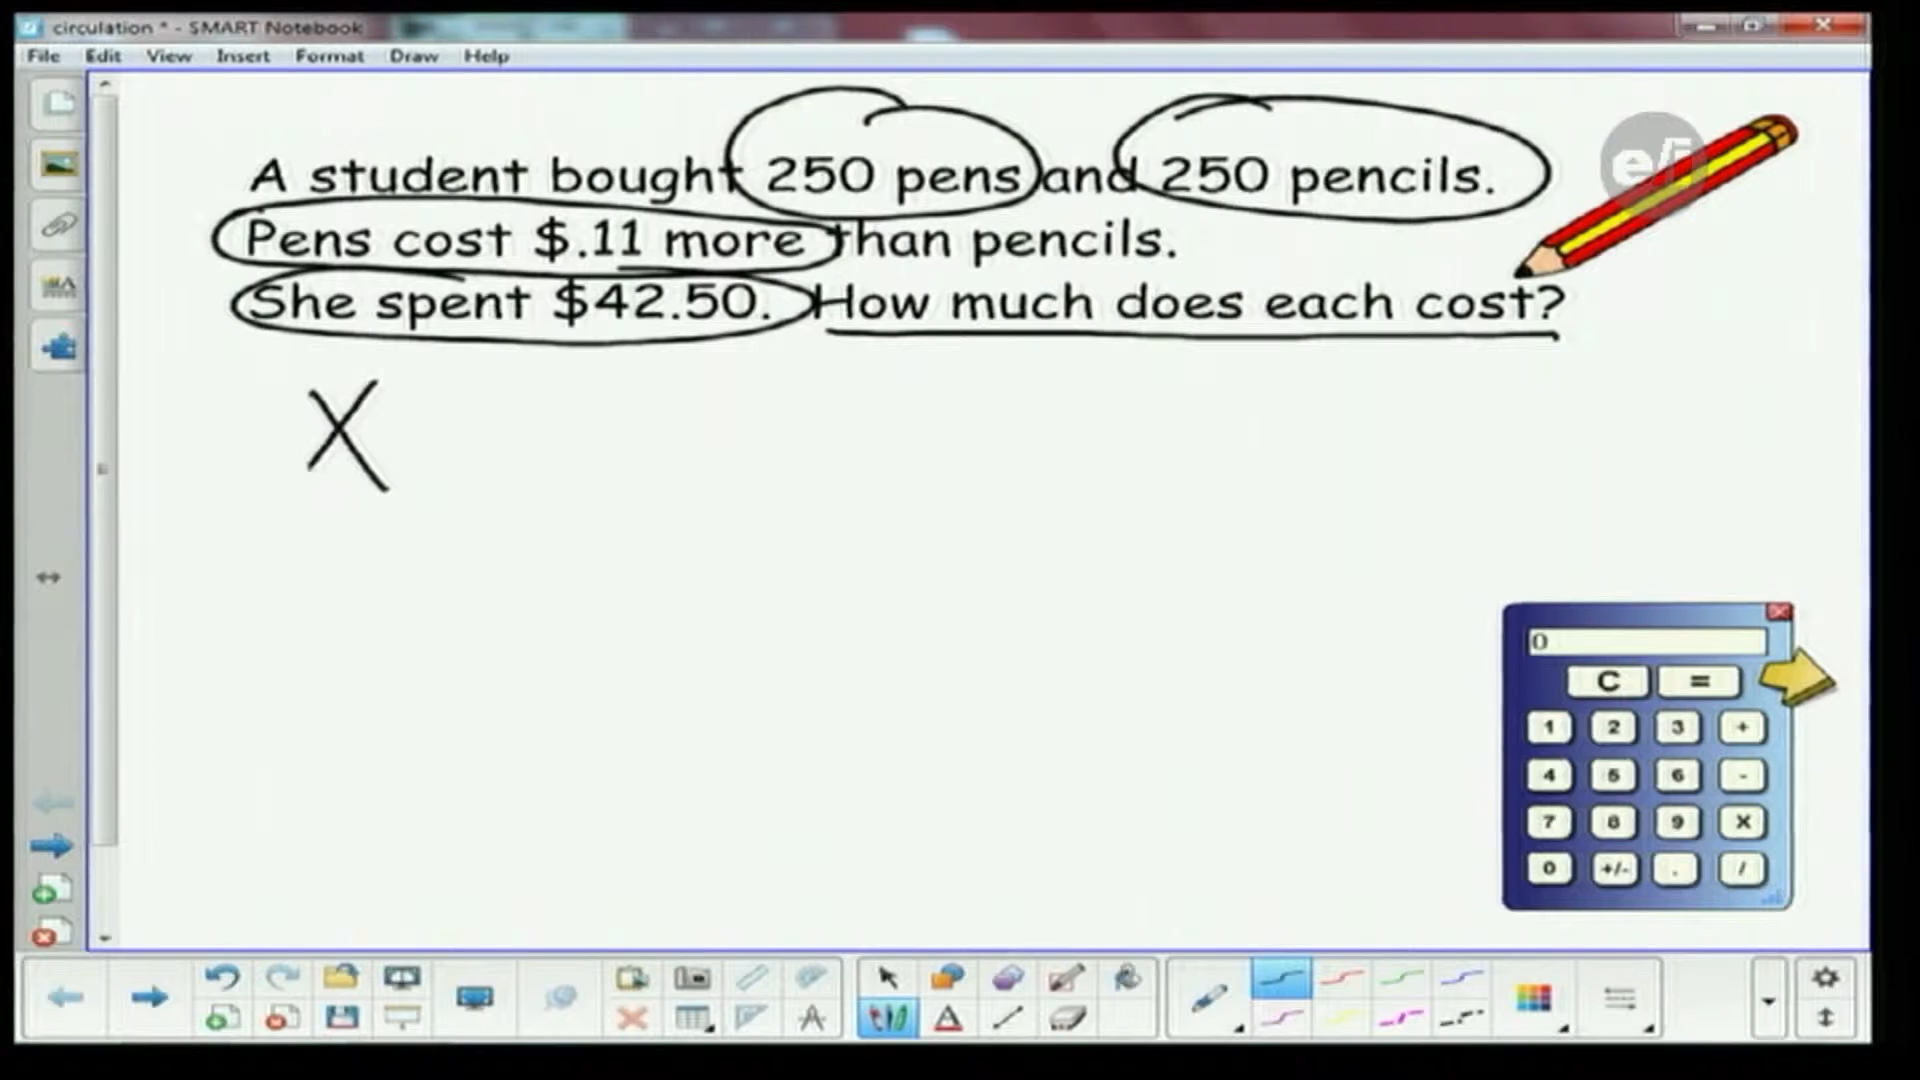 circulation * - SMART Notebook
File Edit View Insert Format Draw Help
A student bought 250 pens and 250 pencils.
Pens cost $.11 more than pencils.
She spent $42.50. How much does each cost?
X
eli
0
C =
1 2 3 +
4 5 6 -
7 8 9 X
0 +/- . /